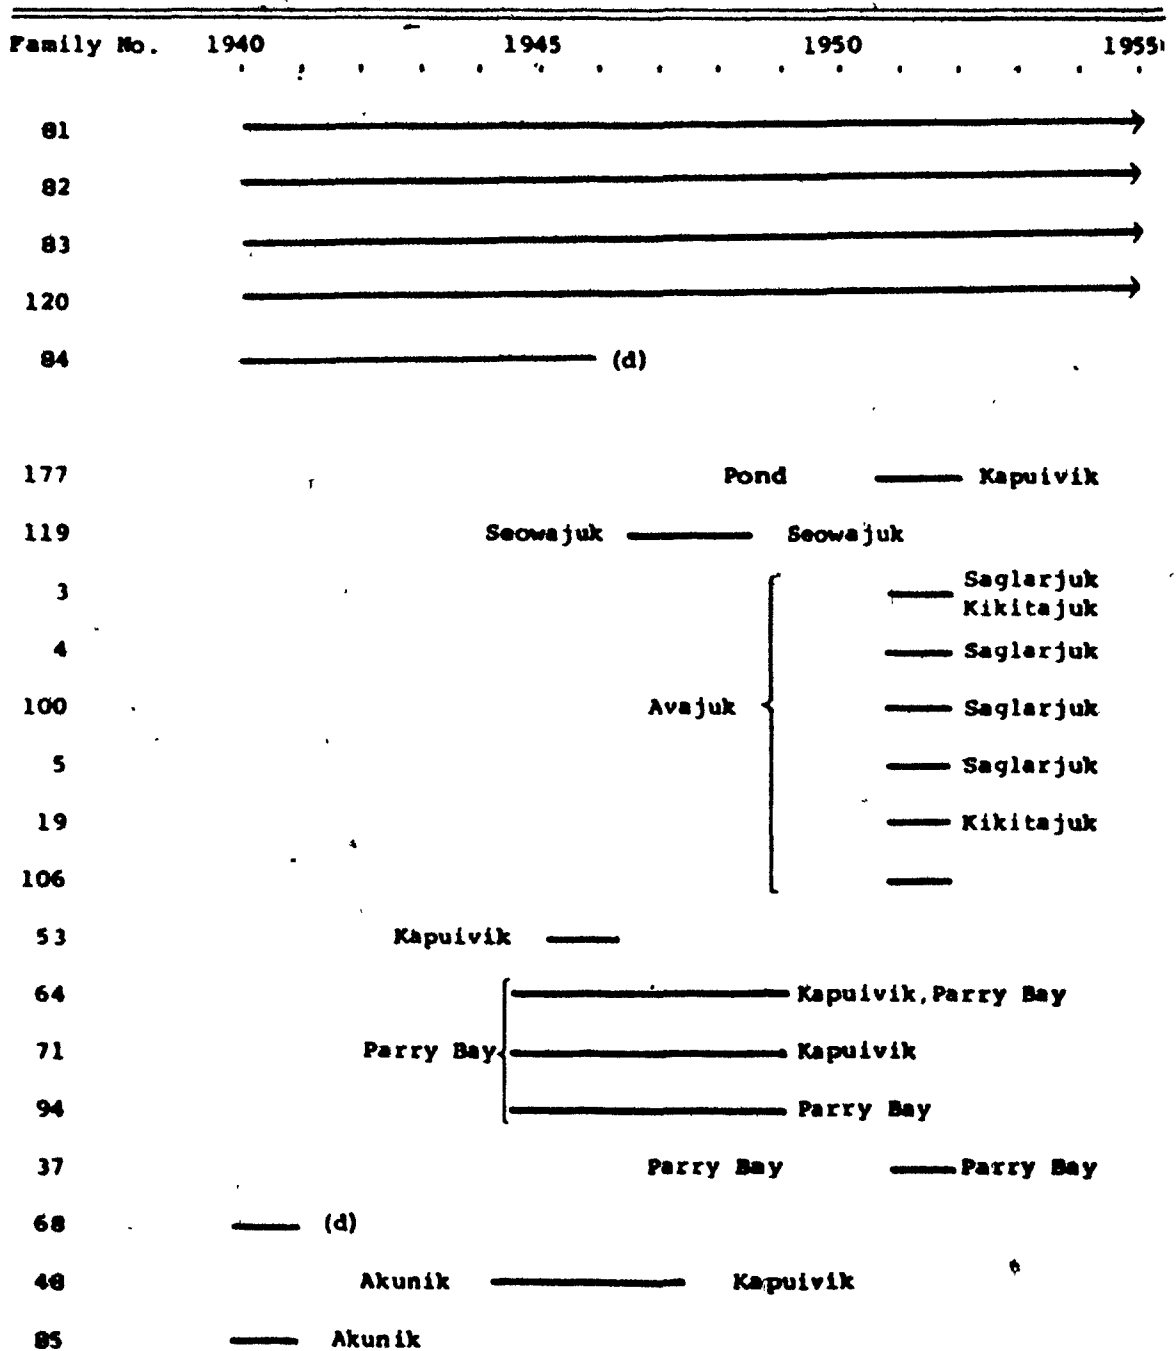 Family No. 1940 1945 1950 1955
81
82
83
120
84 (d)
177 Pond Kapuivik
119 Seowajuk Seowajuk
3 Saglarjuk
Kikitajuk
4 Saglarjuk
100 Avajuk Saglarjuk
5 Saglarjuk
19 Kikitajuk
106
53 Kapuivik
64 Kapuivik,Parry Bay
71 Parry Bay Kapuivik
94 Parry Bay
37 Parry Bay Parry Bay
68 (d)
48 Akunik Kapuivik
85 Akunik